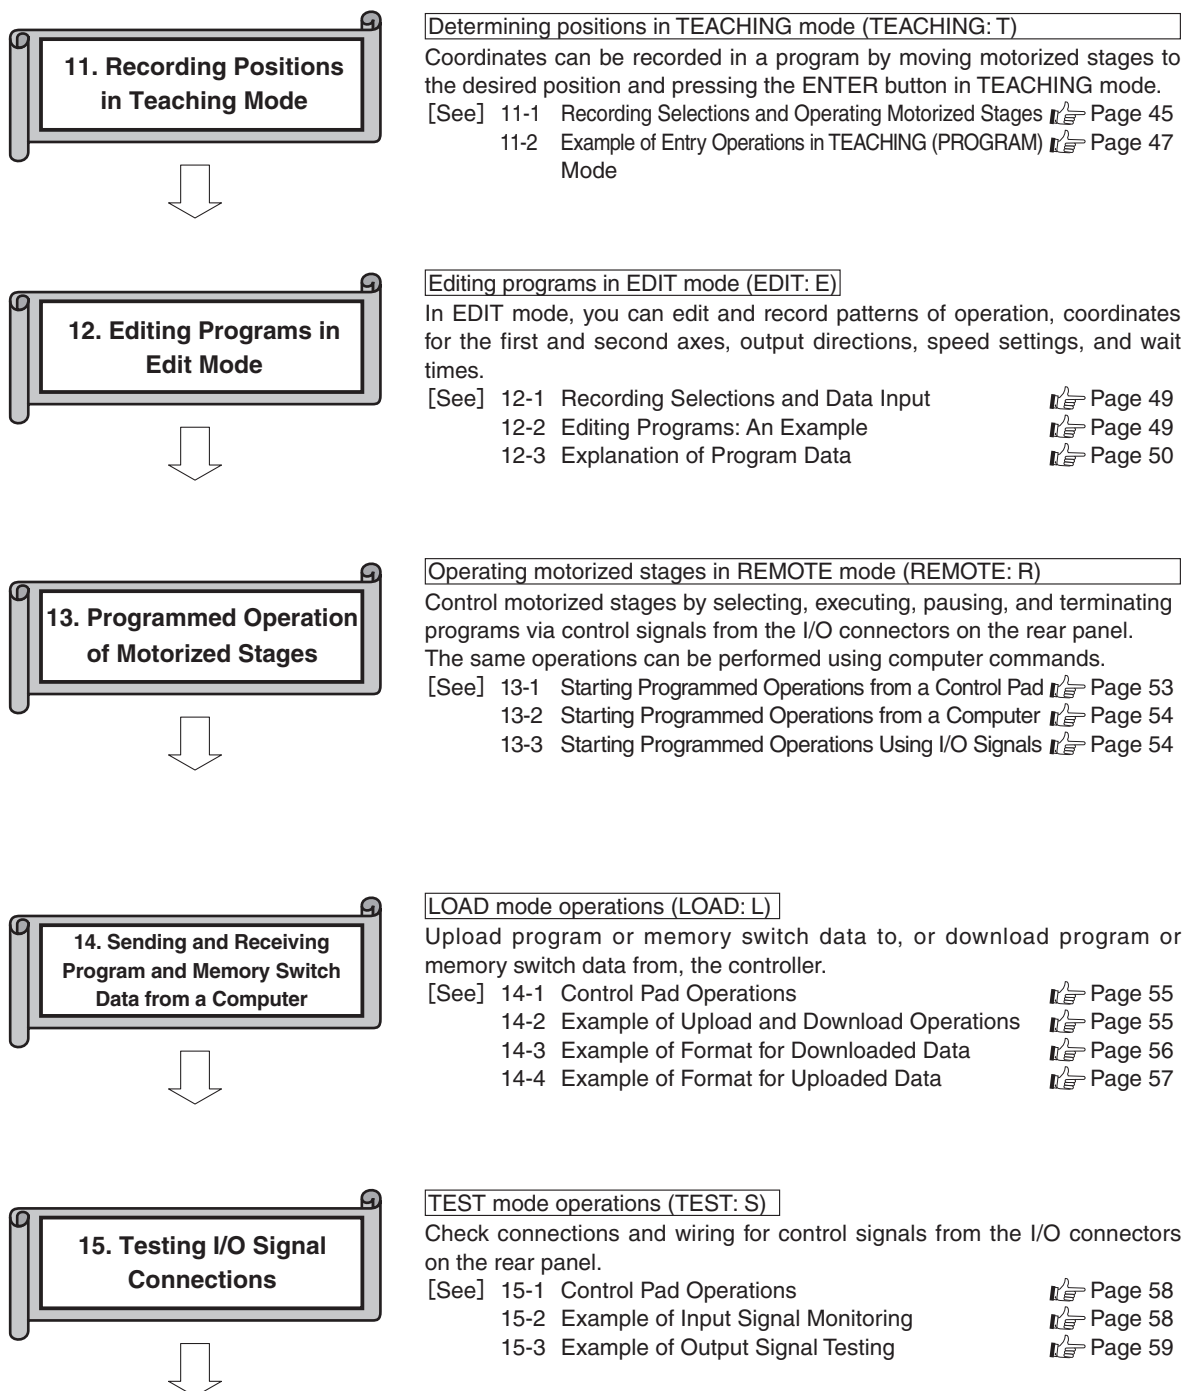 11. Recording Positions
in Teaching Mode
Determining positions in TEACHING mode (TEACHING: T)
Coordinates can be recorded in a program by moving motorized stages to
the desired position and pressing the ENTER button in TEACHING mode.
[See] 11-1 Recording Selections and Operating Motorized Stages Page 45
11-2 Example of Entry Operations in TEACHING (PROGRAM) Page 47
Mode
12. Editing Programs in
Edit Mode
Editing programs in EDIT mode (EDIT: E)
In EDIT mode, you can edit and record patterns of operation, coordinates
for the first and second axes, output directions, speed settings, and wait
times.
[See] 12-1 Recording Selections and Data Input Page 49
12-2 Editing Programs: An Example Page 49
12-3 Explanation of Program Data Page 50
13. Programmed Operation
of Motorized Stages
Operating motorized stages in REMOTE mode (REMOTE: R)
Control motorized stages by selecting, executing, pausing, and terminating
programs via control signals from the I/O connectors on the rear panel.
The same operations can be performed using computer commands.
[See] 13-1 Starting Programmed Operations from a Control Pad Page 53
13-2 Starting Programmed Operations from a Computer Page 54
13-3 Starting Programmed Operations Using I/O Signals Page 54
14. Sending and Receiving
Program and Memory Switch
Data from a Computer
LOAD mode operations (LOAD: L)
Upload program or memory switch data to, or download program or
memory switch data from, the controller.
[See] 14-1 Control Pad Operations Page 55
14-2 Example of Upload and Download Operations Page 55
14-3 Example of Format for Downloaded Data Page 56
14-4 Example of Format for Uploaded Data Page 57
15. Testing I/O Signal
Connections
TEST mode operations (TEST: S)
Check connections and wiring for control signals from the I/O connectors
on the rear panel.
[See] 15-1 Control Pad Operations Page 58
15-2 Example of Input Signal Monitoring Page 58
15-3 Example of Output Signal Testing Page 59